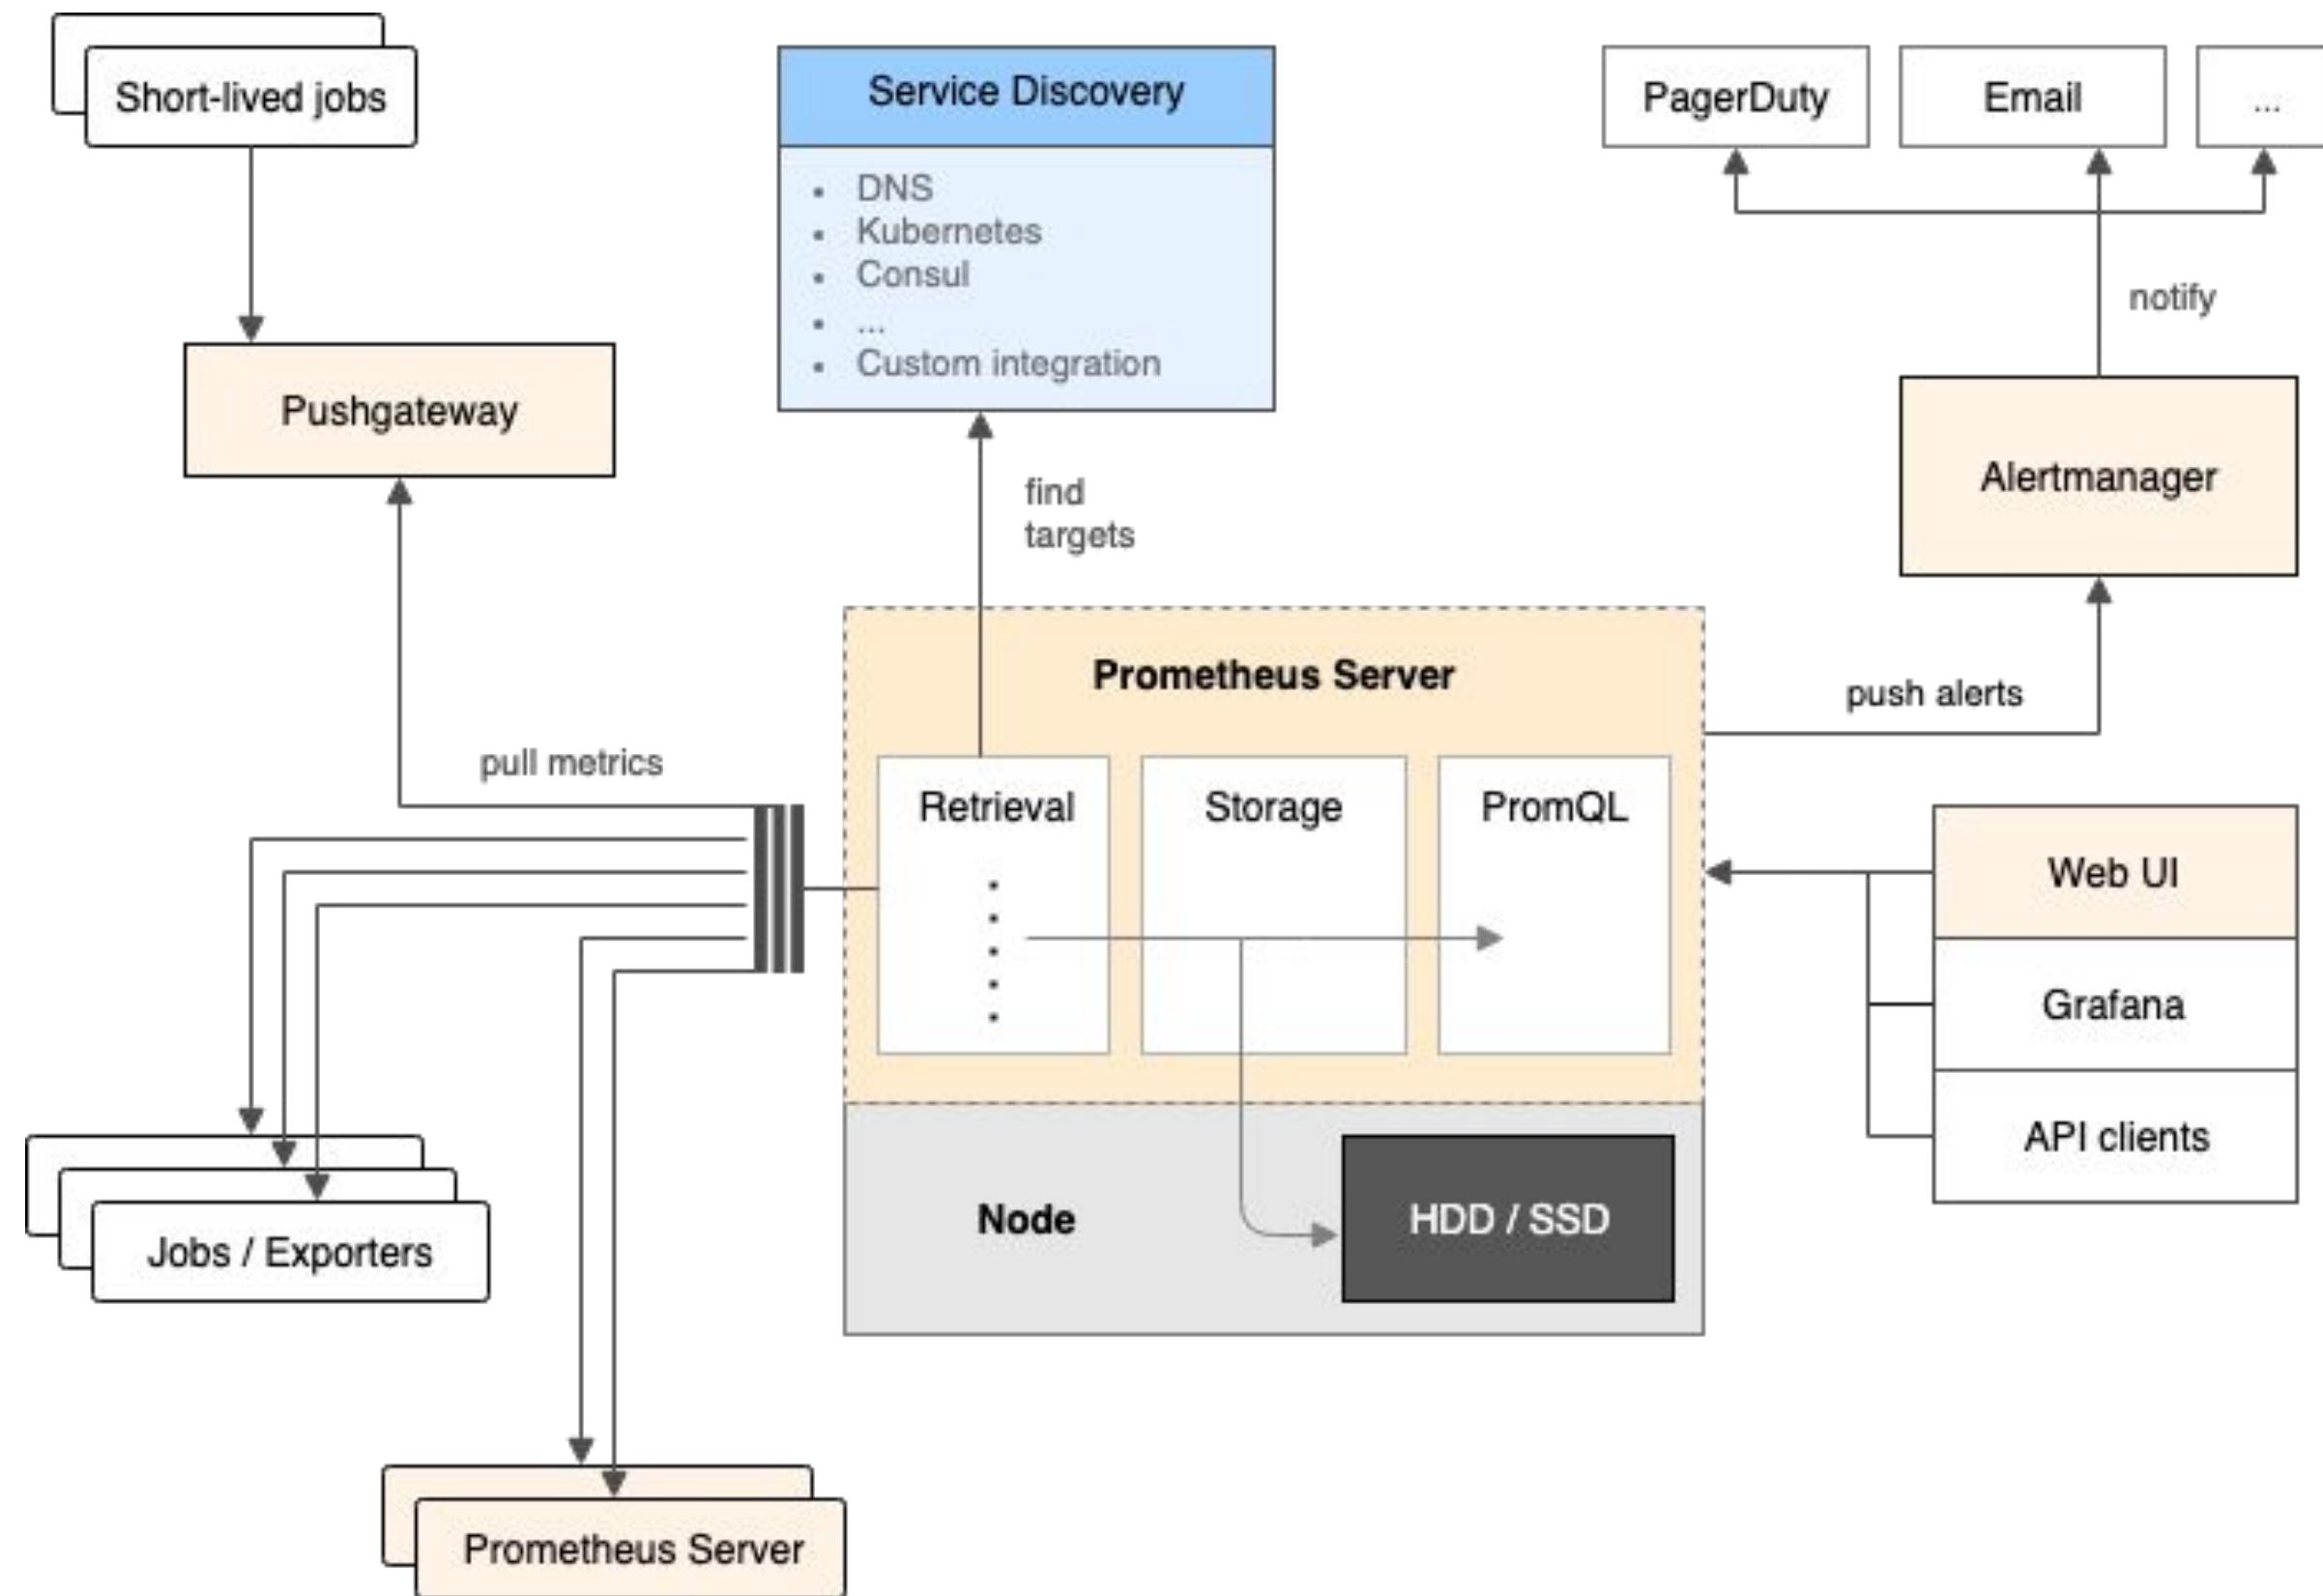 Short-lived jobs
Service Discovery
PagerDuty
Email
...
• DNS
• Kubernetes
• Consul
• ...
• Custom integration
notify
Pushgateway
Alertmanager
find
targets
Prometheus Server
push alerts
pull metrics
Retrieval
Storage
PromQL
Web UI
Grafana
API clients
Node
HDD / SSD
Jobs / Exporters
Prometheus Server